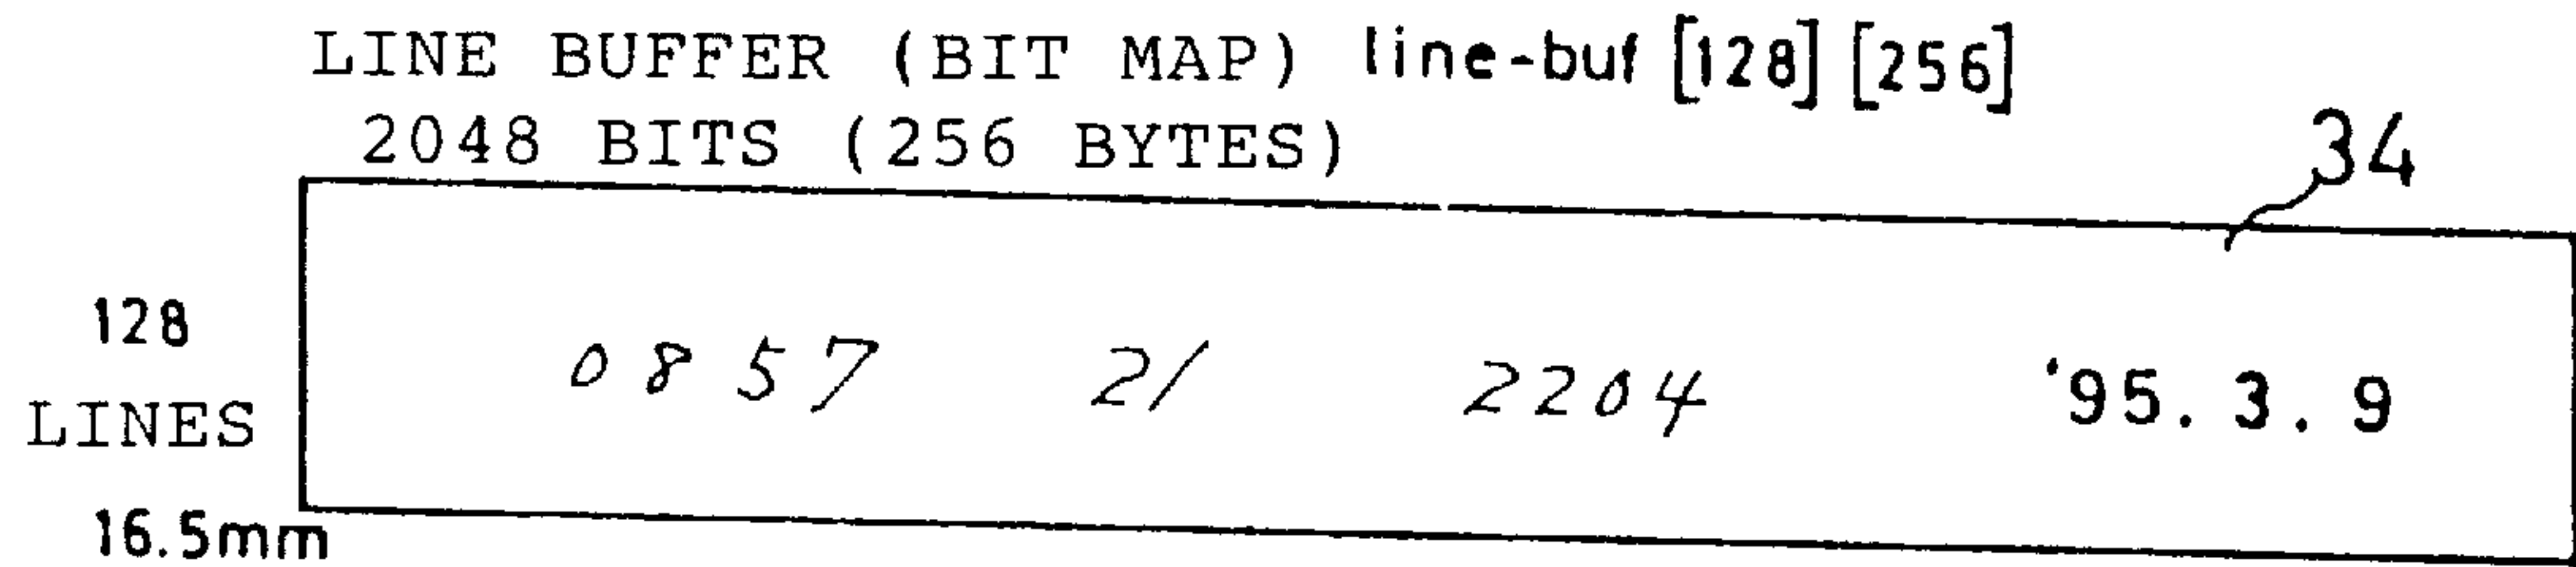 LINE BUFFER (BIT MAP) line-buf [128] [256]
2048 BITS (256 BYTES)
34
128
LINES
16.5mm
0857 21 2204 '95. 3. 9